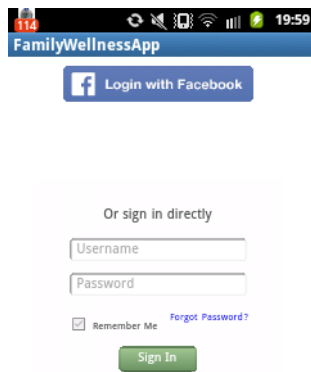 114 19:59
FamilyWellnessApp
f Login with Facebook
Or sign in directly
Username
Password
Remember Me Forgot Password?
Sign In